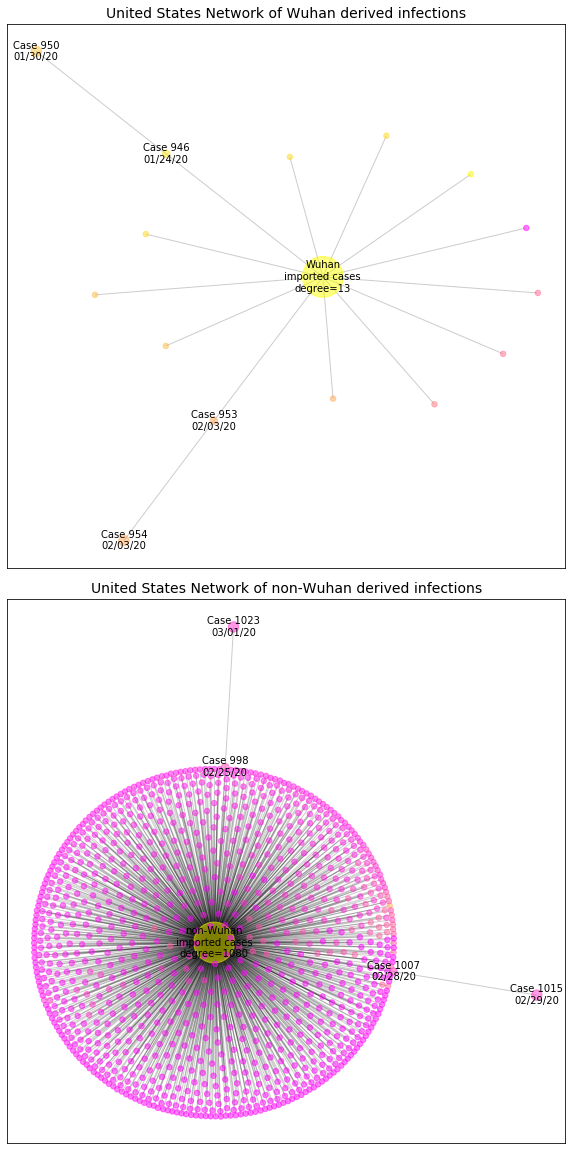 United States Network of Wuhan derived infections
Case 950
01/30/20
Case 946
01/24/20
Wuhan
imported cases
degree=13
Case 953
02/03/20
Case 954
02/03/20
United States Network of non-Wuhan derived infections
Case 1023
03/01/20
Case 998
02/25/20
non-Wuhan
imported cases
degree=1080
Case 1007
02/28/20
Case 1015
02/29/20